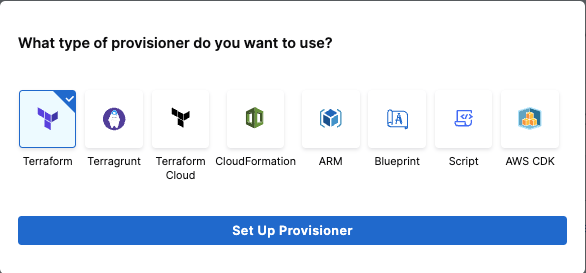 What type of provisioner do you want to use?
Terraform Terragrunt Terraform CloudFormation ARM Blueprint Script AWS CDK
Cloud
Set Up Provisioner